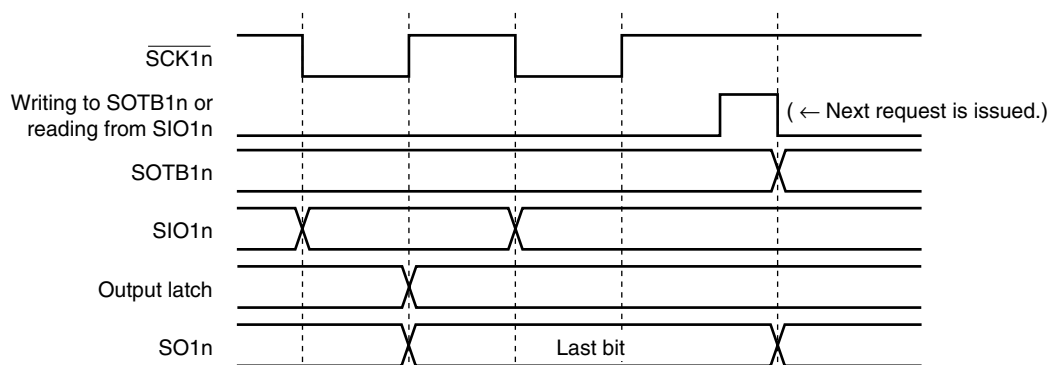 SCK1n
Writing to SOTB1n or
reading from SIO1n
( ← Next request is issued.)
SOTB1n
SIO1n
Output latch
SO1n
Last bit